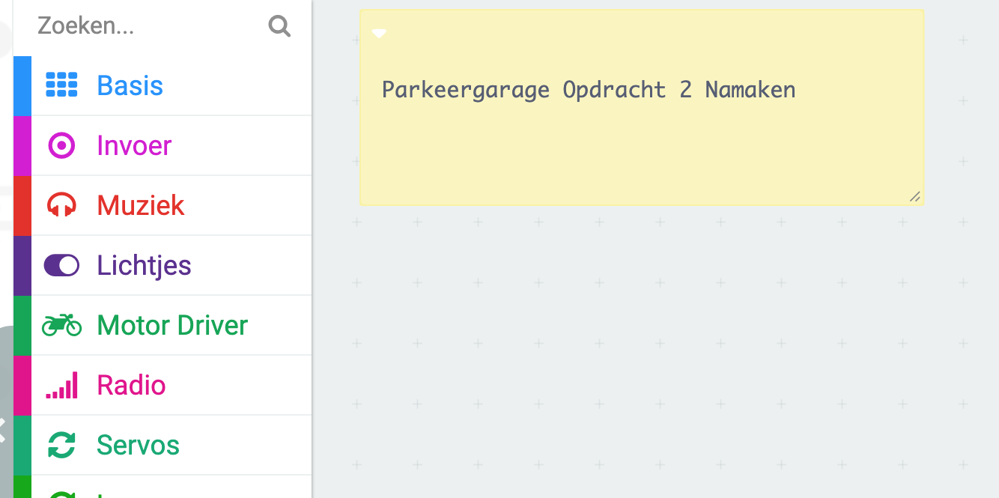 Zoeken...
Basis
Invoer
Muziek
Lichtjes
Motor Driver
Radio
Servos
Parkeergarage Opdracht 2 Namaken